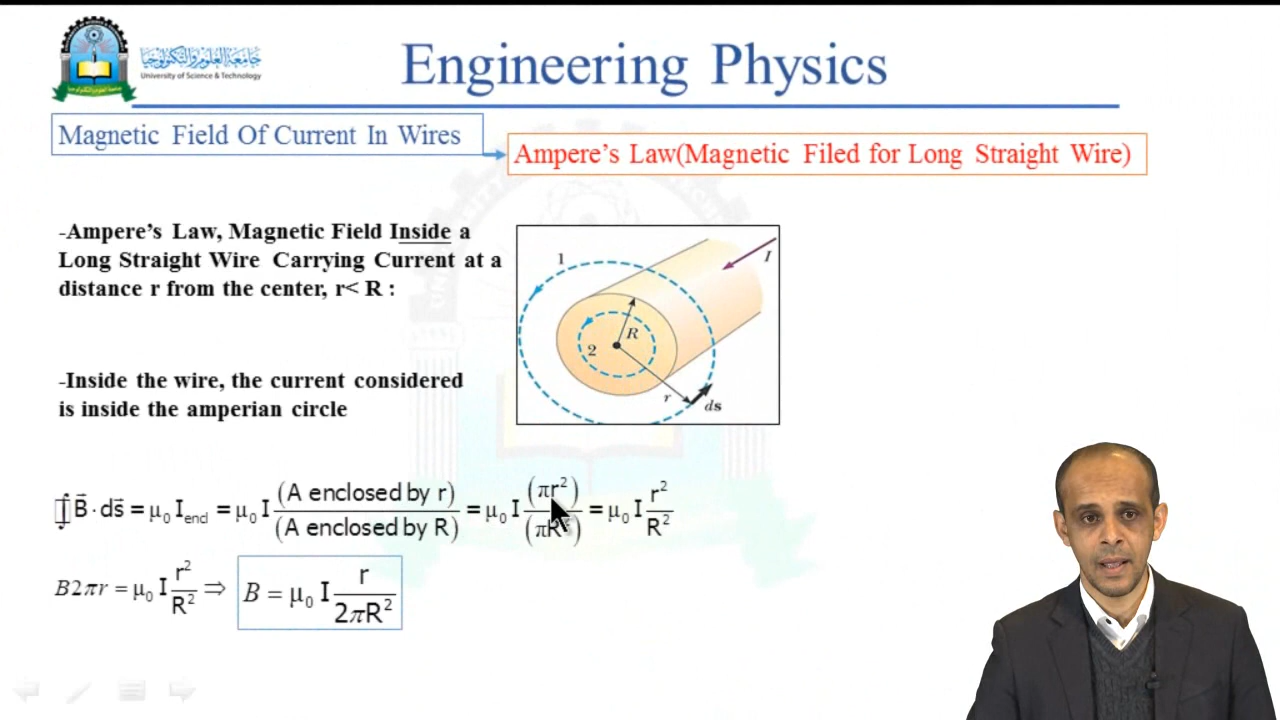 جامعة العلوم والتكنولوجيا
University of Science & Technology
Engineering Physics
Magnetic Field Of Current In Wires
Ampere's Law(Magnetic Filed for Long Straight Wire)
-Ampere's Law, Magnetic Field Inside a
Long Straight Wire Carrying Current at a
distance r from the center, r< R :
1
I
R
2
r
ds
-Inside the wire, the current considered
is inside the amperian circle
∮B⃗ · ds⃗ = μ₀ I_encl = μ₀ I (A enclosed by r)/(A enclosed by R) = μ₀ I (πr²)/(πR²) = μ₀ I r²/R²
B2πr = μ₀ I r²/R² ⇒ B = μ₀ I r/2πR²